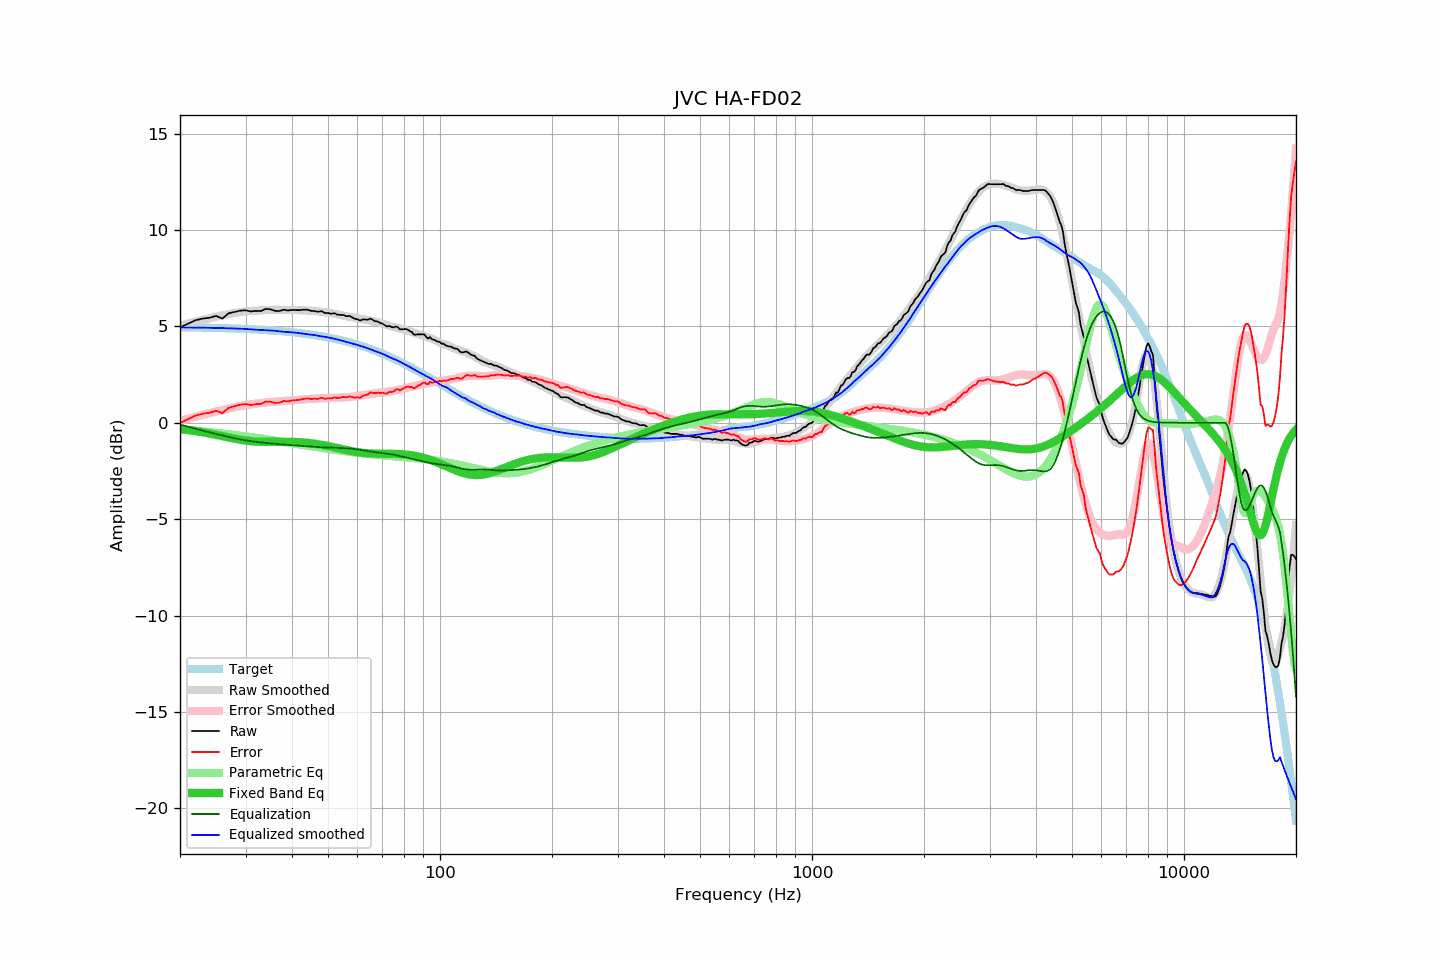 JVC HA-FD02
Amplitude (dBr)
15
10
5
0
−5
−10
−15
−20
Target
Raw Smoothed
Error Smoothed
Raw
Error
Parametric Eq
Fixed Band Eq
Equalization
Equalized smoothed
100
1000
10000
Frequency (Hz)